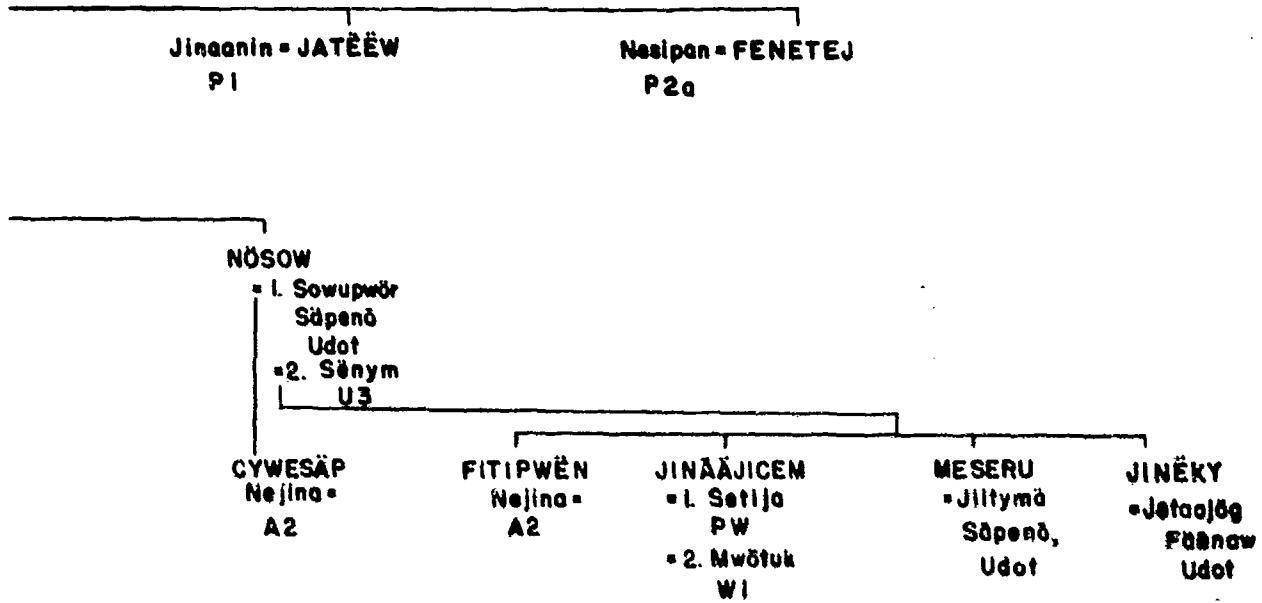 Jinaanin = JATËËW
P1
Nesipan = FENETEJ
P2a
NÖSOW
= 1. Sowupwör
Säpenö
Udot
= 2. Sënym
U3
CYWESÄP
Nejina =
A2
FITIPWËN
Nejina =
A2
JINÄÄJICEM
= 1. Setija
PW
= 2. Mwötuk
W1
MESERU
= Jiltymä
Säpenö,
Udot
JINËKY
= Jetaajög
Fäänaw
Udot